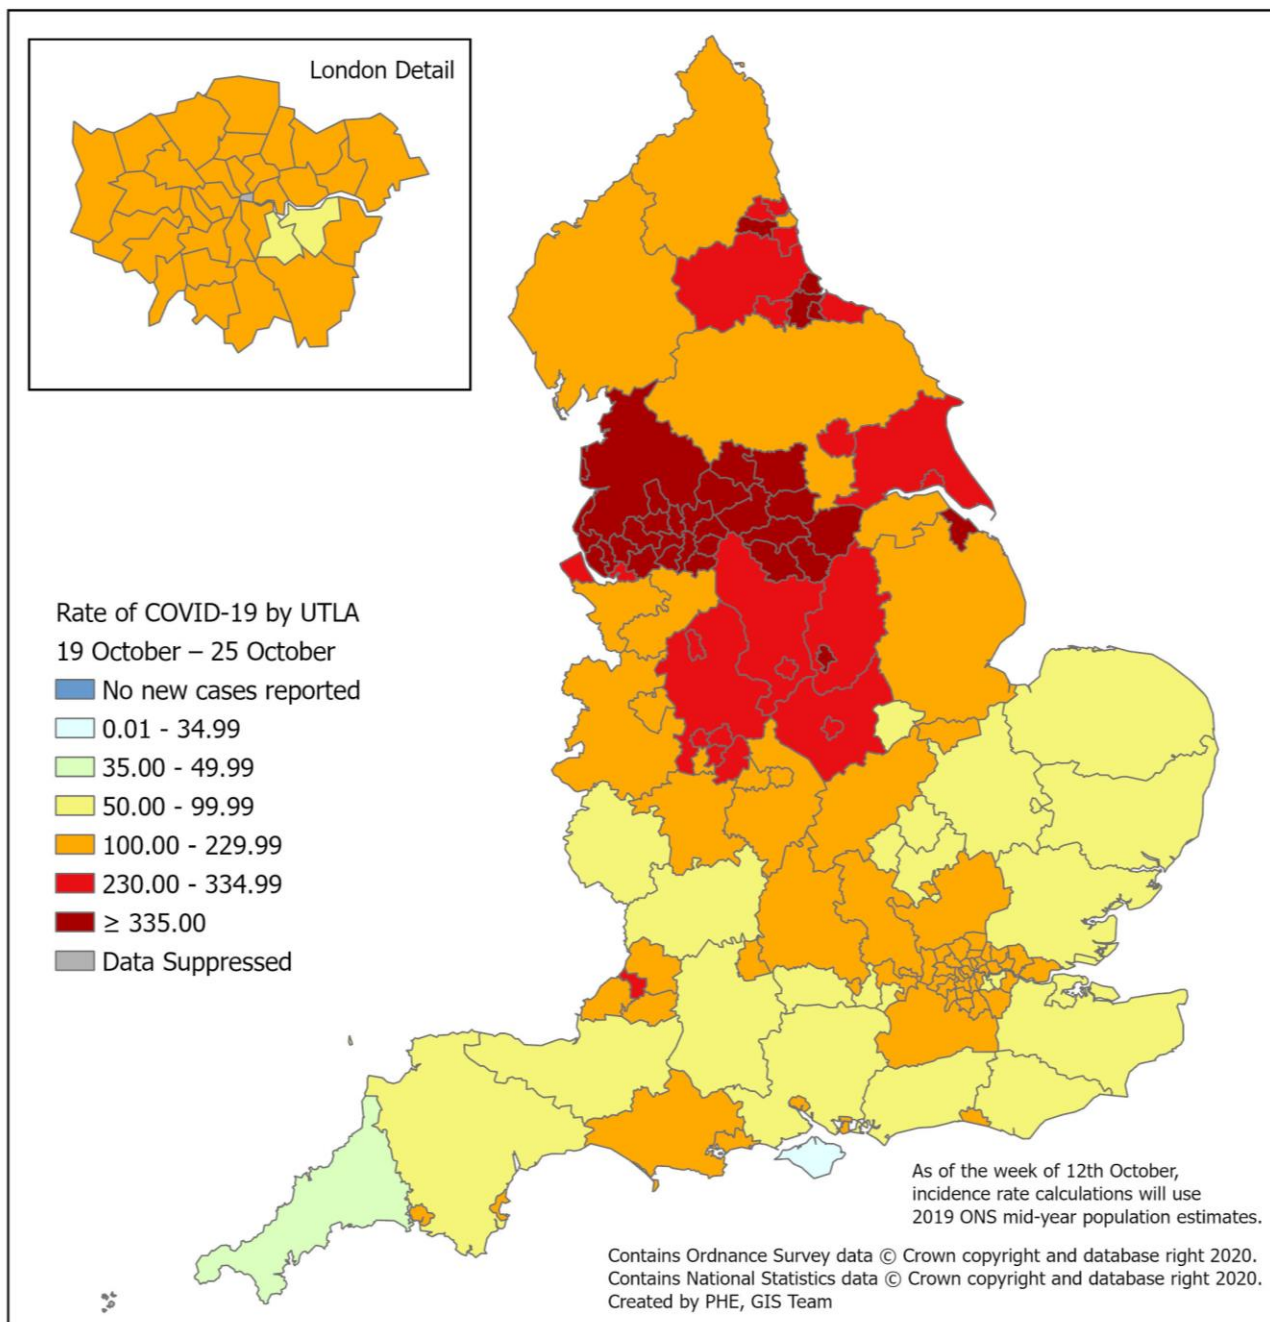 London Detail
Rate of COVID-19 by UTLA
19 October – 25 October
No new cases reported
0.01 - 34.99
35.00 - 49.99
50.00 - 99.99
100.00 - 229.99
230.00 - 334.99
≥ 335.00
Data Suppressed
As of the week of 12th October,
incidence rate calculations will use
2019 ONS mid-year population estimates.
Contains Ordnance Survey data © Crown copyright and database right 2020.
Contains National Statistics data © Crown copyright and database right 2020.
Created by PHE, GIS Team